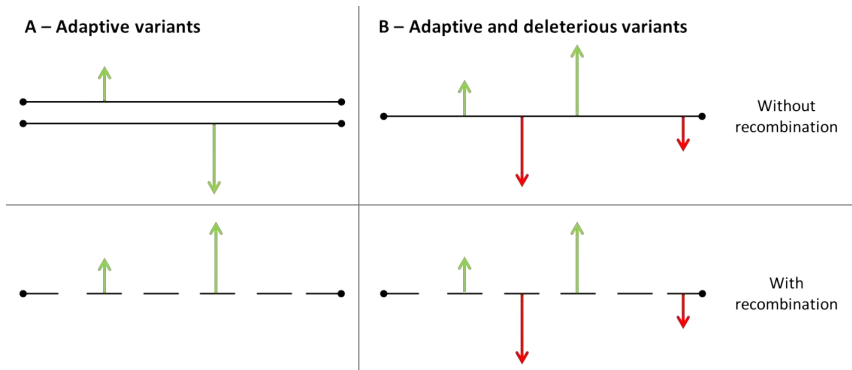 A – Adaptive variants
B – Adaptive and deleterious variants
Without
recombination
With
recombination